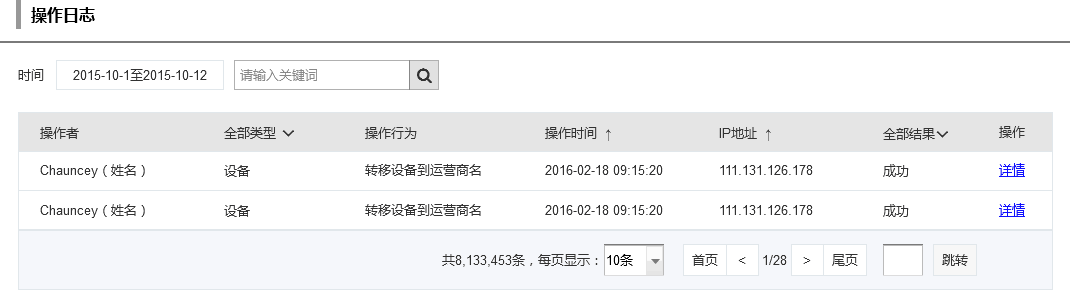 操作日志
时间 2015-10-1至2015-10-12 请输入关键词
操作者 全部类型 操作行为 操作时间 ↑ IP地址 ↑ 全部结果 操作
Chauncey（姓名） 设备 转移设备到运营商名 2016-02-18 09:15:20 111.131.126.178 成功 详情
Chauncey（姓名） 设备 转移设备到运营商名 2016-02-18 09:15:20 111.131.126.178 成功 详情
共8,133,453条，每页显示： 10条 首页 < 1/28 > 尾页 跳转